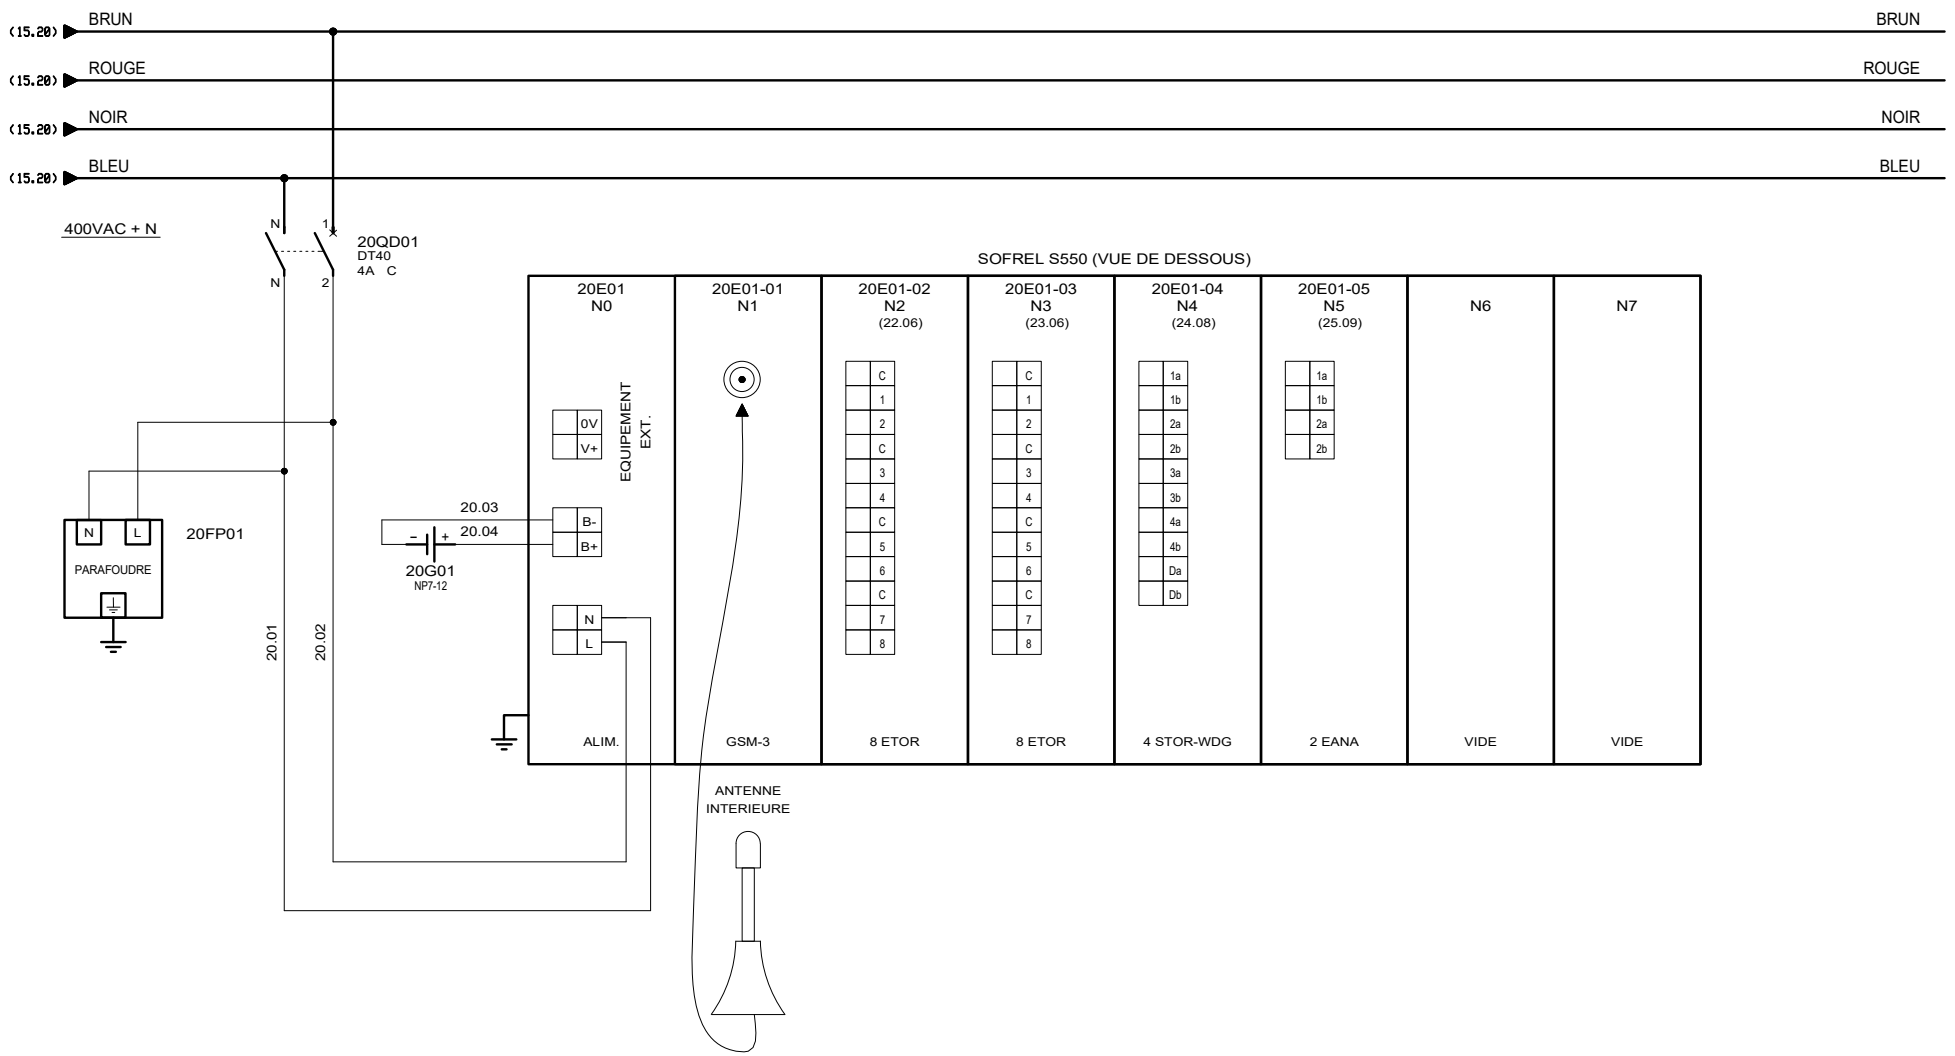 (15.20) BRUN BRUN
(15.20) ROUGE ROUGE
(15.20) NOIR NOIR
(15.20) BLEU BLEU
400VAC + N
N 1
20QD01
DT40
4A C
N 2
SOFREL S550 (VUE DE DESSOUS)
20E01
N0
EQUIPEMENT
EXT.
0V
V+
B-
B+
N
L
ALIM.
20E01-01
N1
GSM-3
20E01-02
N2
(22.06)
C
1
2
C
3
4
C
5
6
C
7
8
8 ETOR
20E01-03
N3
(23.06)
C
1
2
C
3
4
C
5
6
C
7
8
8 ETOR
20E01-04
N4
(24.08)
1a
1b
2a
2b
3a
3b
4a
4b
Da
Db
4 STOR-WDG
20E01-05
N5
(25.09)
1a
1b
2a
2b
2 EANA
N6
VIDE
N7
VIDE
20.03
20.04
- +
20G01
NP7-12
N L
20FP01
PARAFOUDRE
20.01
20.02
ANTENNE
INTERIEURE